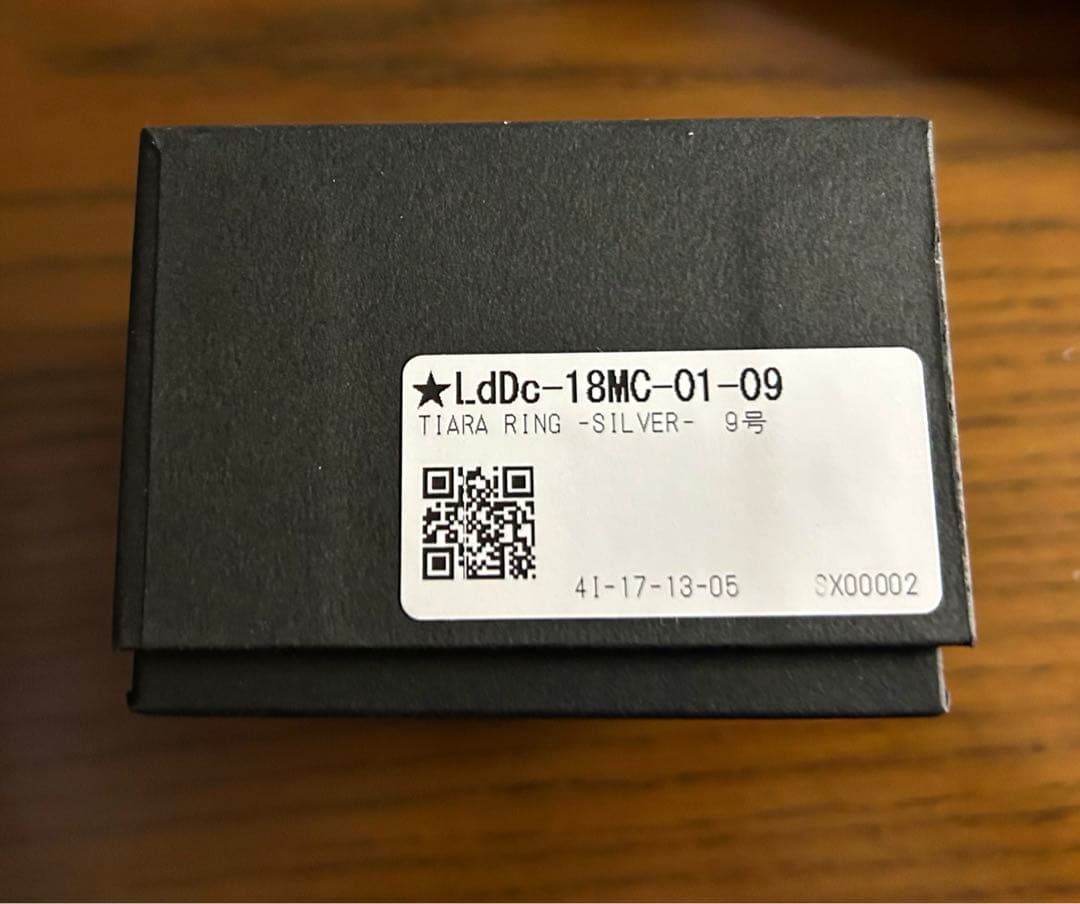 ★LdDc-18MC-01-09
TIARA RING -SILVER- 9号
4I-17-13-05 SX00002